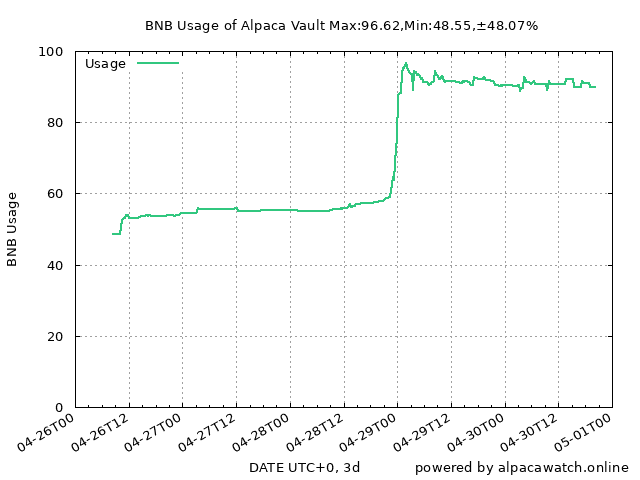 BNB Usage of Alpaca Vault Max:96.62,Min:48.55,±48.07%
Usage
100
80
60
40
20
0
BNB Usage
04-26T00
04-26T12
04-27T00
04-27T12
04-28T00
04-28T12
04-29T00
04-29T12
04-30T00
04-30T12
05-01T00
DATE UTC+0, 3d
powered by alpacawatch.online